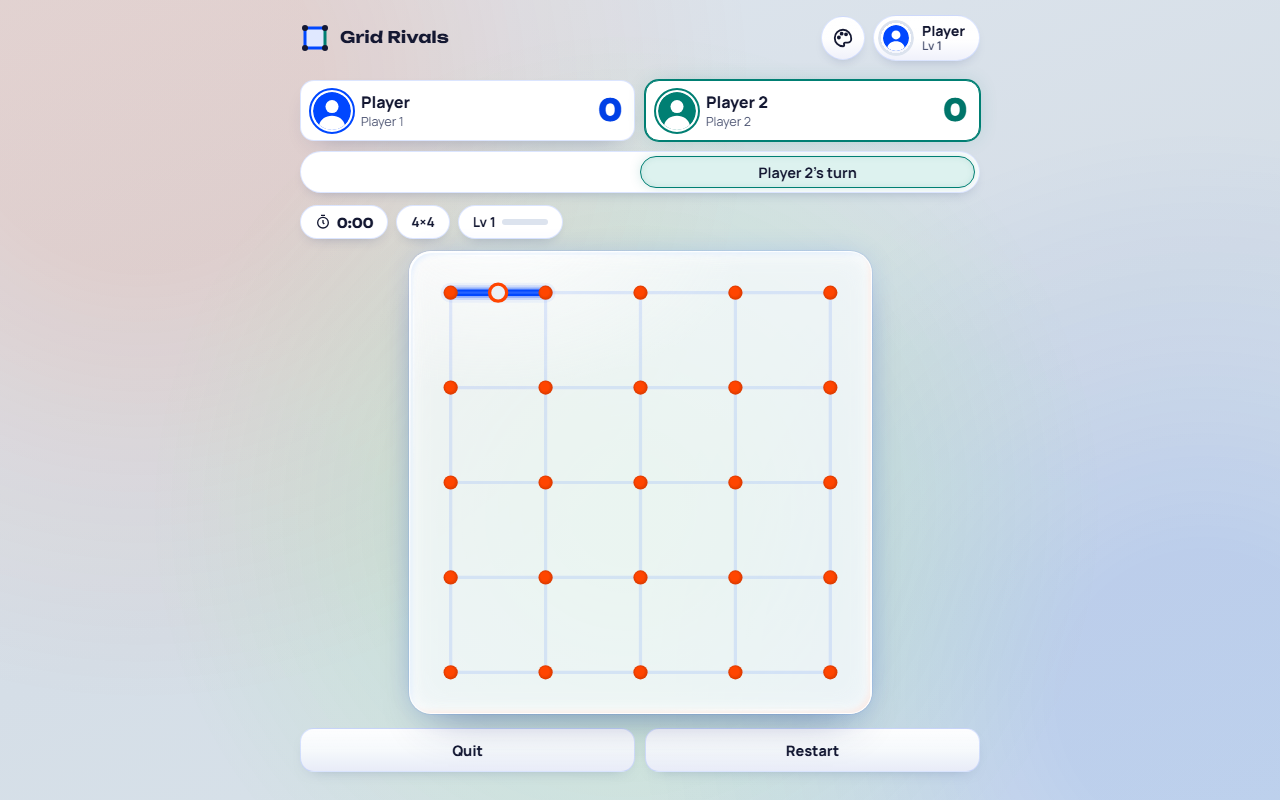 Grid Rivals
Player
Lv 1
Player
Player 1
0
Player 2
Player 2
0
Player 2's turn
0:00
4×4
Lv 1
Quit
Restart